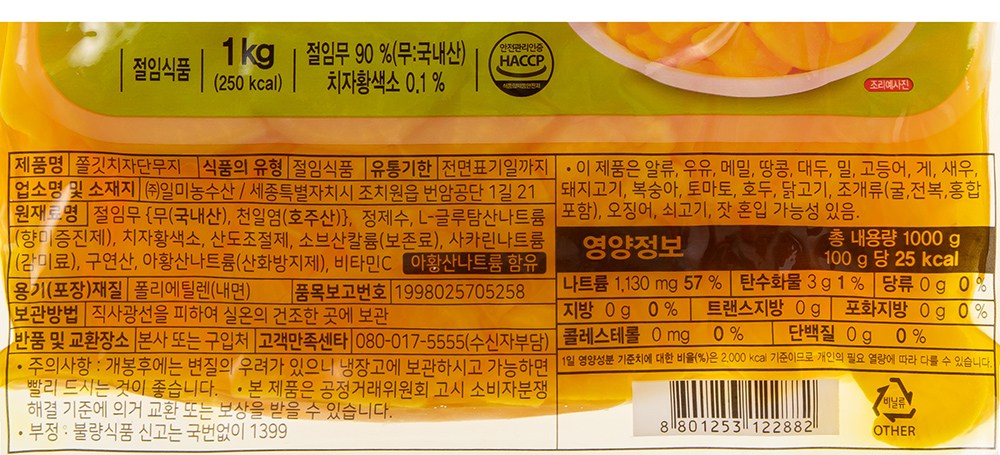 절임식품
1kg
(250 kcal)
절임무 90 %(무:국내산)
치자황색소 0.1 %
안전관리인증
HACCP
식품의약품안전처
조리예사진
제품명 쫄깃치자단무지 식품의 유형 절임식품 유통기한 전면표기일까지
업소명 및 소재지 ㈜일미농수산 / 세종특별자치시 조치원읍 번암공단 1길 21
원재료명 절임무 {무(국내산), 천일염(호주산)}, 정제수, L-글루탐산나트륨
(향미증진제), 치자황색소, 산도조절제, 소브산칼륨(보존료), 사카린나트륨
(감미료), 구연산, 아황산나트륨(산화방지제), 비타민C 아황산나트륨 함유
용기(포장)재질 폴리에틸렌(내면) 품목보고번호 1998025705258
보관방법 직사광선을 피하여 실온의 건조한 곳에 보관
반품 및 교환장소 본사 또는 구입처 고객만족센타 080-017-5555(수신자부담)
• 주의사항 : 개봉후에는 변질의 우려가 있으니 냉장고에 보관하시고 가능하면
빨리 드시는 것이 좋습니다. • 본 제품은 공정거래위원회 고시 소비자분쟁
해결 기준에 의거 교환 또는 보상을 받을 수 있습니다.
• 부정 · 불량식품 신고는 국번없이 1399
• 이 제품은 알류, 우유, 메밀, 땅콩, 대두, 밀, 고등어, 게, 새우,
돼지고기, 복숭아, 토마토, 호두, 닭고기, 조개류(굴,전복,홍합
포함), 오징어, 쇠고기, 잣 혼입 가능성 있음.
영양정보
총 내용량 1000 g
100 g 당 25 kcal
나트륨 1,130 mg 57 % 탄수화물 3 g 1 % 당류 0 g 0 %
지방 0 g 0 % 트랜스지방 0 g 포화지방 0 g 0 %
콜레스테롤 0 mg 0 % 단백질 0 g 0 %
1일 영양성분 기준치에 대한 비율(%)은 2,000 kcal 기준이므로 개인의 필요 열량에 따라 다를 수 있습니다.
8 801253 122882
비닐류
OTHER